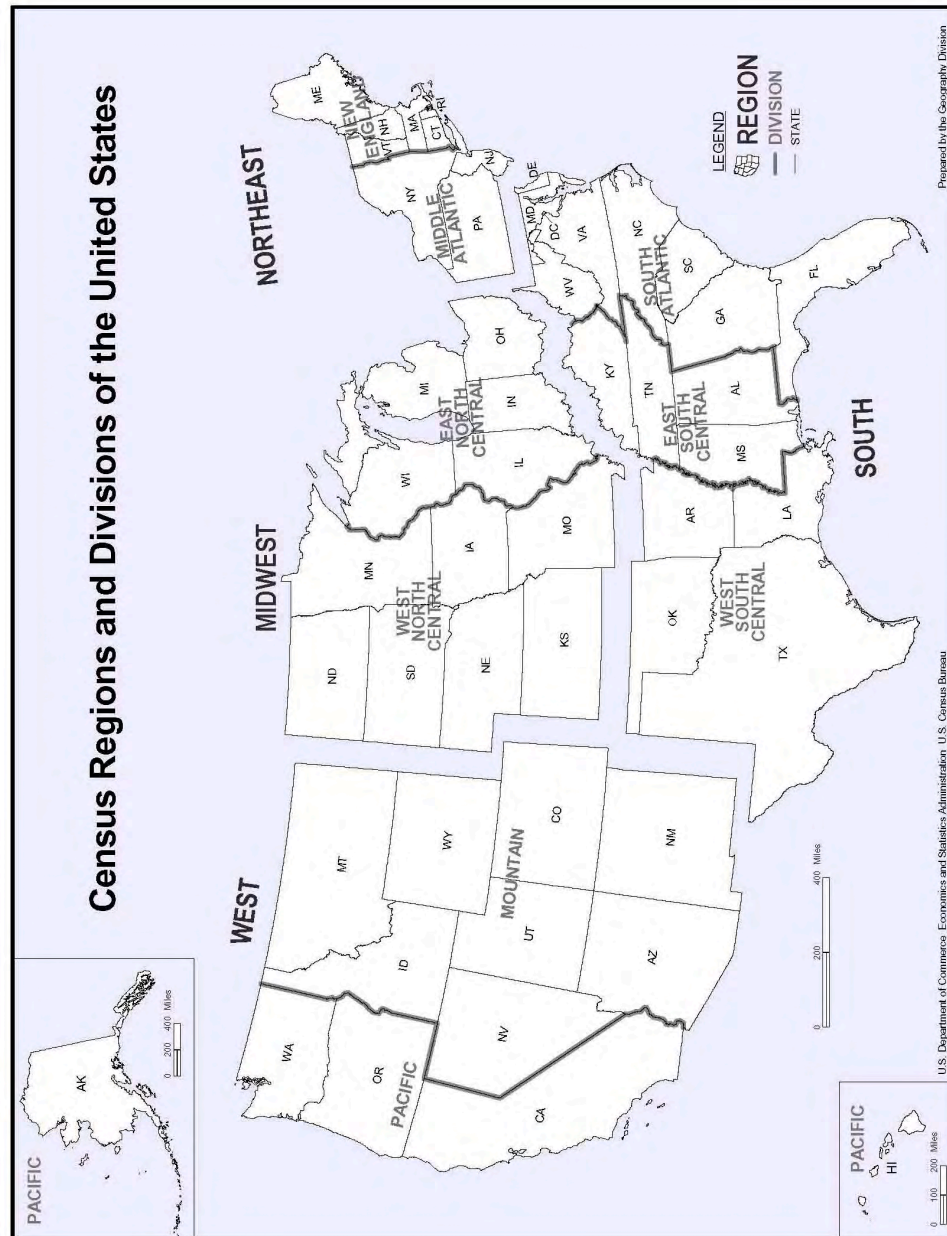 Census Regions and Divisions of the United States
PACIFIC
AK
0 200 400 Miles
WEST
MIDWEST
NORTHEAST
WA
MT
ND
MN
ME
NEW
ENGLAND
VT
NH
MA
RI
CT
OR
ID
WY
SD
WI
MI
NY
MIDDLE
ATLANTIC
PA
NJ
PACIFIC
WEST
NORTH
CENTRAL
IA
NE
EAST
NORTH
CENTRAL
OH
IN
IL
NV
UT
MOUNTAIN
CO
KS
MO
WV
MD
DE
DC
VA
CA
AZ
NM
OK
AR
KY
TN
NC
SOUTH
ATLANTIC
SC
WEST
SOUTH
CENTRAL
TX
LA
EAST
SOUTH
CENTRAL
MS
AL
GA
FL
SOUTH
LEGEND
REGION
DIVISION
STATE
0 200 400 Miles
PACIFIC
HI
0 100 200 Miles
U.S. Department of Commerce Economics and Statistics Administration U.S. Census Bureau
Prepared by the Geography Division